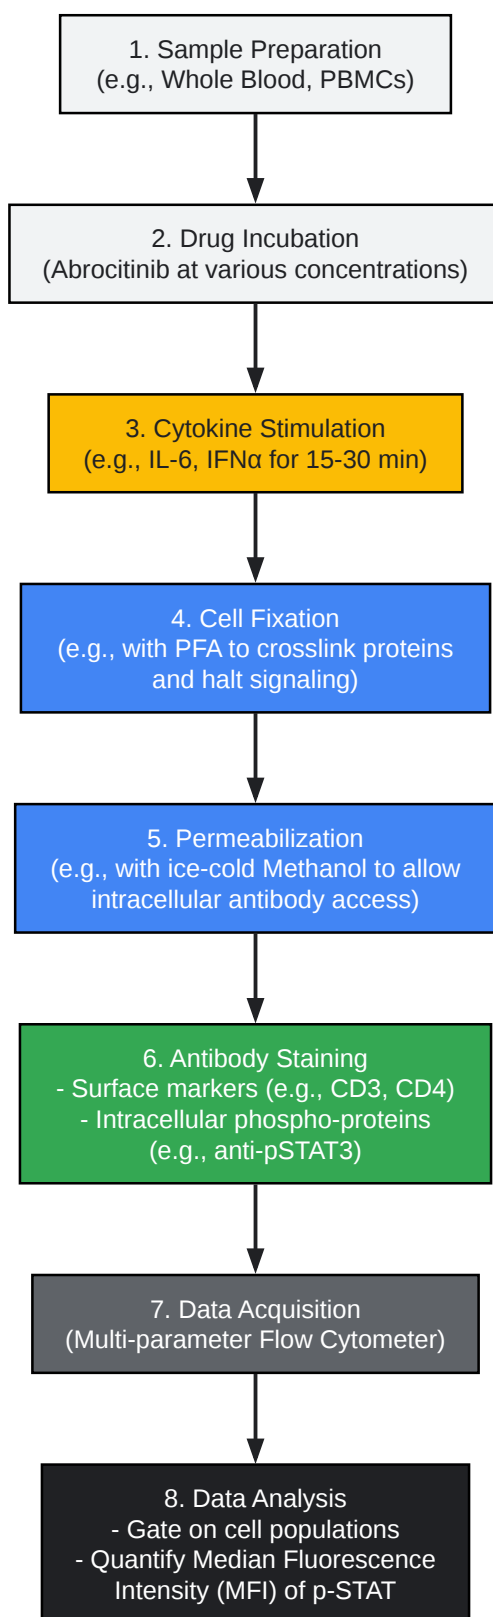 1. Sample Preparation
(e.g., Whole Blood, PBMCs)
2. Drug Incubation
(Abrocitinib at various concentrations)
3. Cytokine Stimulation
(e.g., IL-6, IFNα for 15-30 min)
4. Cell Fixation
(e.g., with PFA to crosslink proteins
and halt signaling)
5. Permeabilization
(e.g., with ice-cold Methanol to allow
intracellular antibody access)
6. Antibody Staining
- Surface markers (e.g., CD3, CD4)
- Intracellular phospho-proteins
(e.g., anti-pSTAT3)
7. Data Acquisition
(Multi-parameter Flow Cytometer)
8. Data Analysis
- Gate on cell populations
- Quantify Median Fluorescence
Intensity (MFI) of p-STAT